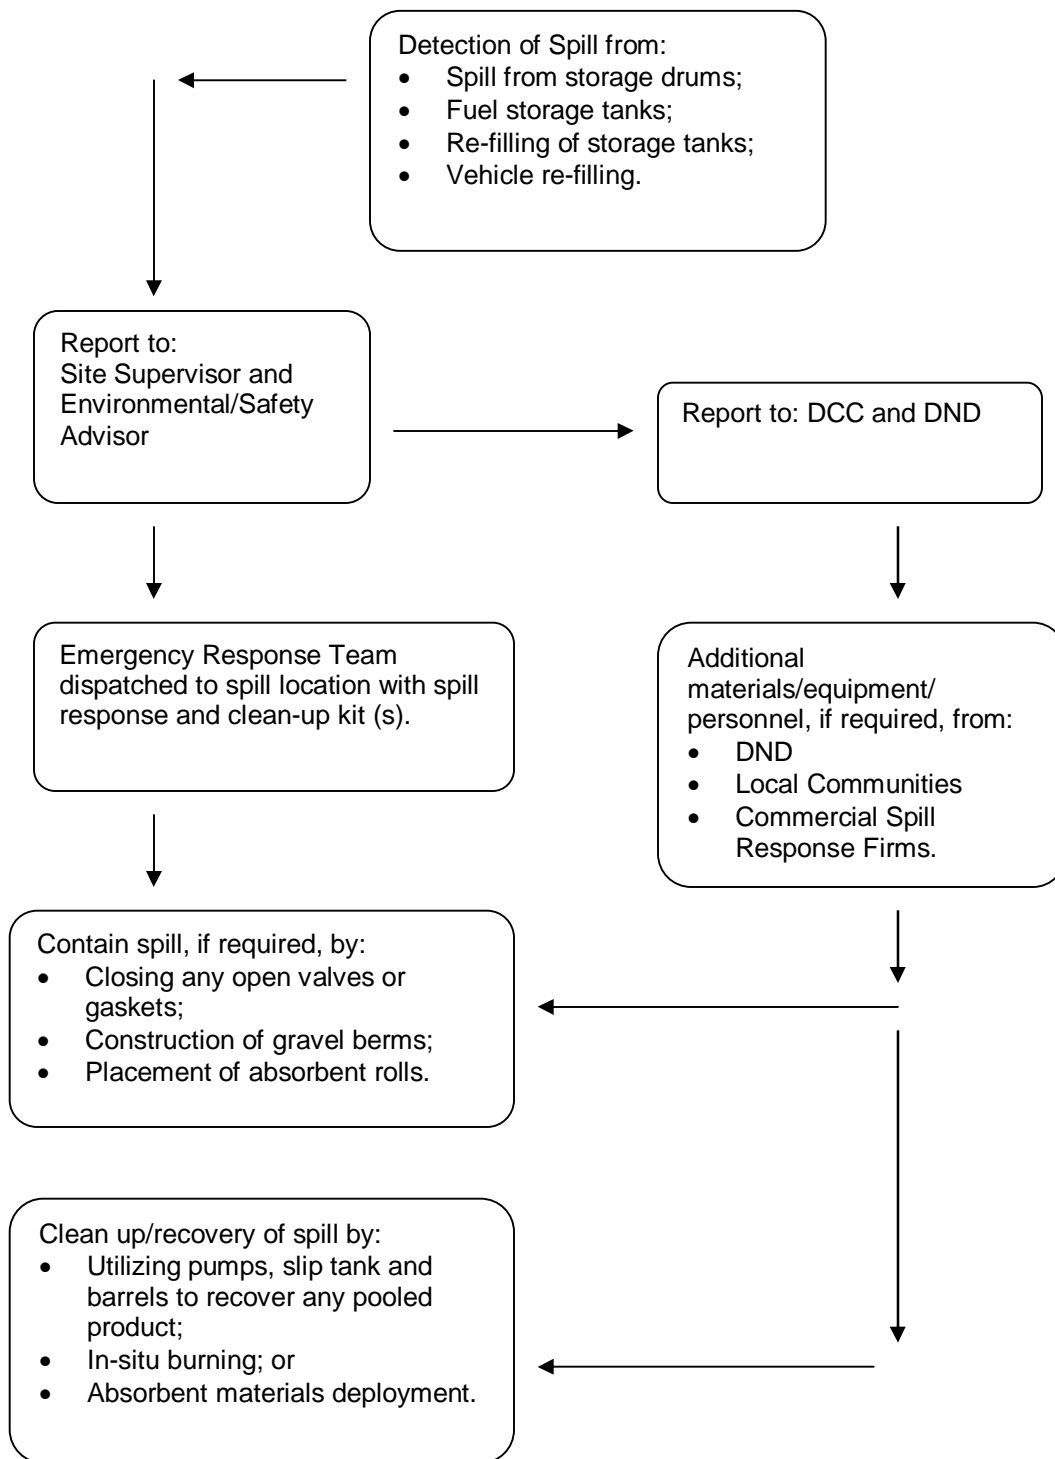 Detection of Spill from:
• Spill from storage drums;
• Fuel storage tanks;
• Re-filling of storage tanks;
• Vehicle re-filling.
Report to:
Site Supervisor and
Environmental/Safety
Advisor
Report to: DCC and DND
Emergency Response Team
dispatched to spill location with spill
response and clean-up kit (s).
Additional
materials/equipment/
personnel, if required, from:
• DND
• Local Communities
• Commercial Spill
Response Firms.
Contain spill, if required, by:
• Closing any open valves or
gaskets;
• Construction of gravel berms;
• Placement of absorbent rolls.
Clean up/recovery of spill by:
• Utilizing pumps, slip tank and
barrels to recover any pooled
product;
• In-situ burning; or
• Absorbent materials deployment.